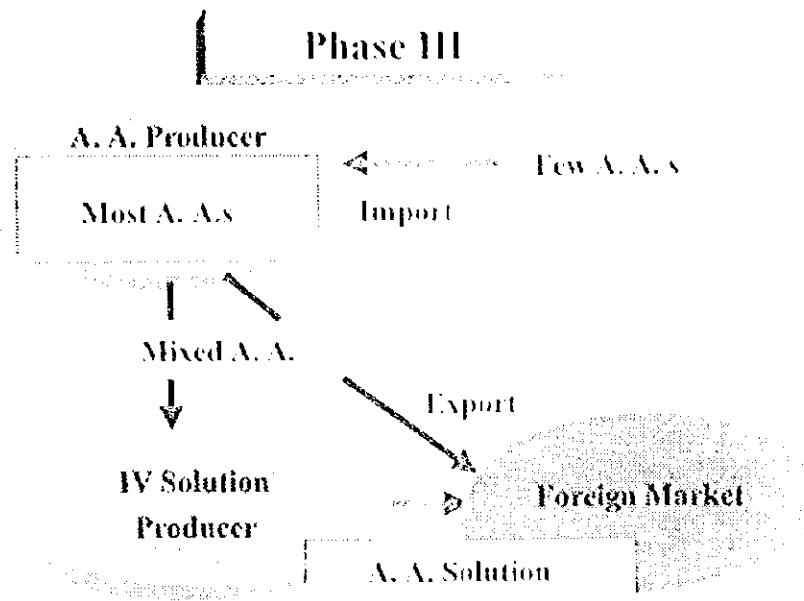 Phase III
A. A. Producer
Few A. A. s
Most A. A.s
Import
Mixed A. A.
Export
IV Solution
Producer
Foreign Market
A. A. Solution